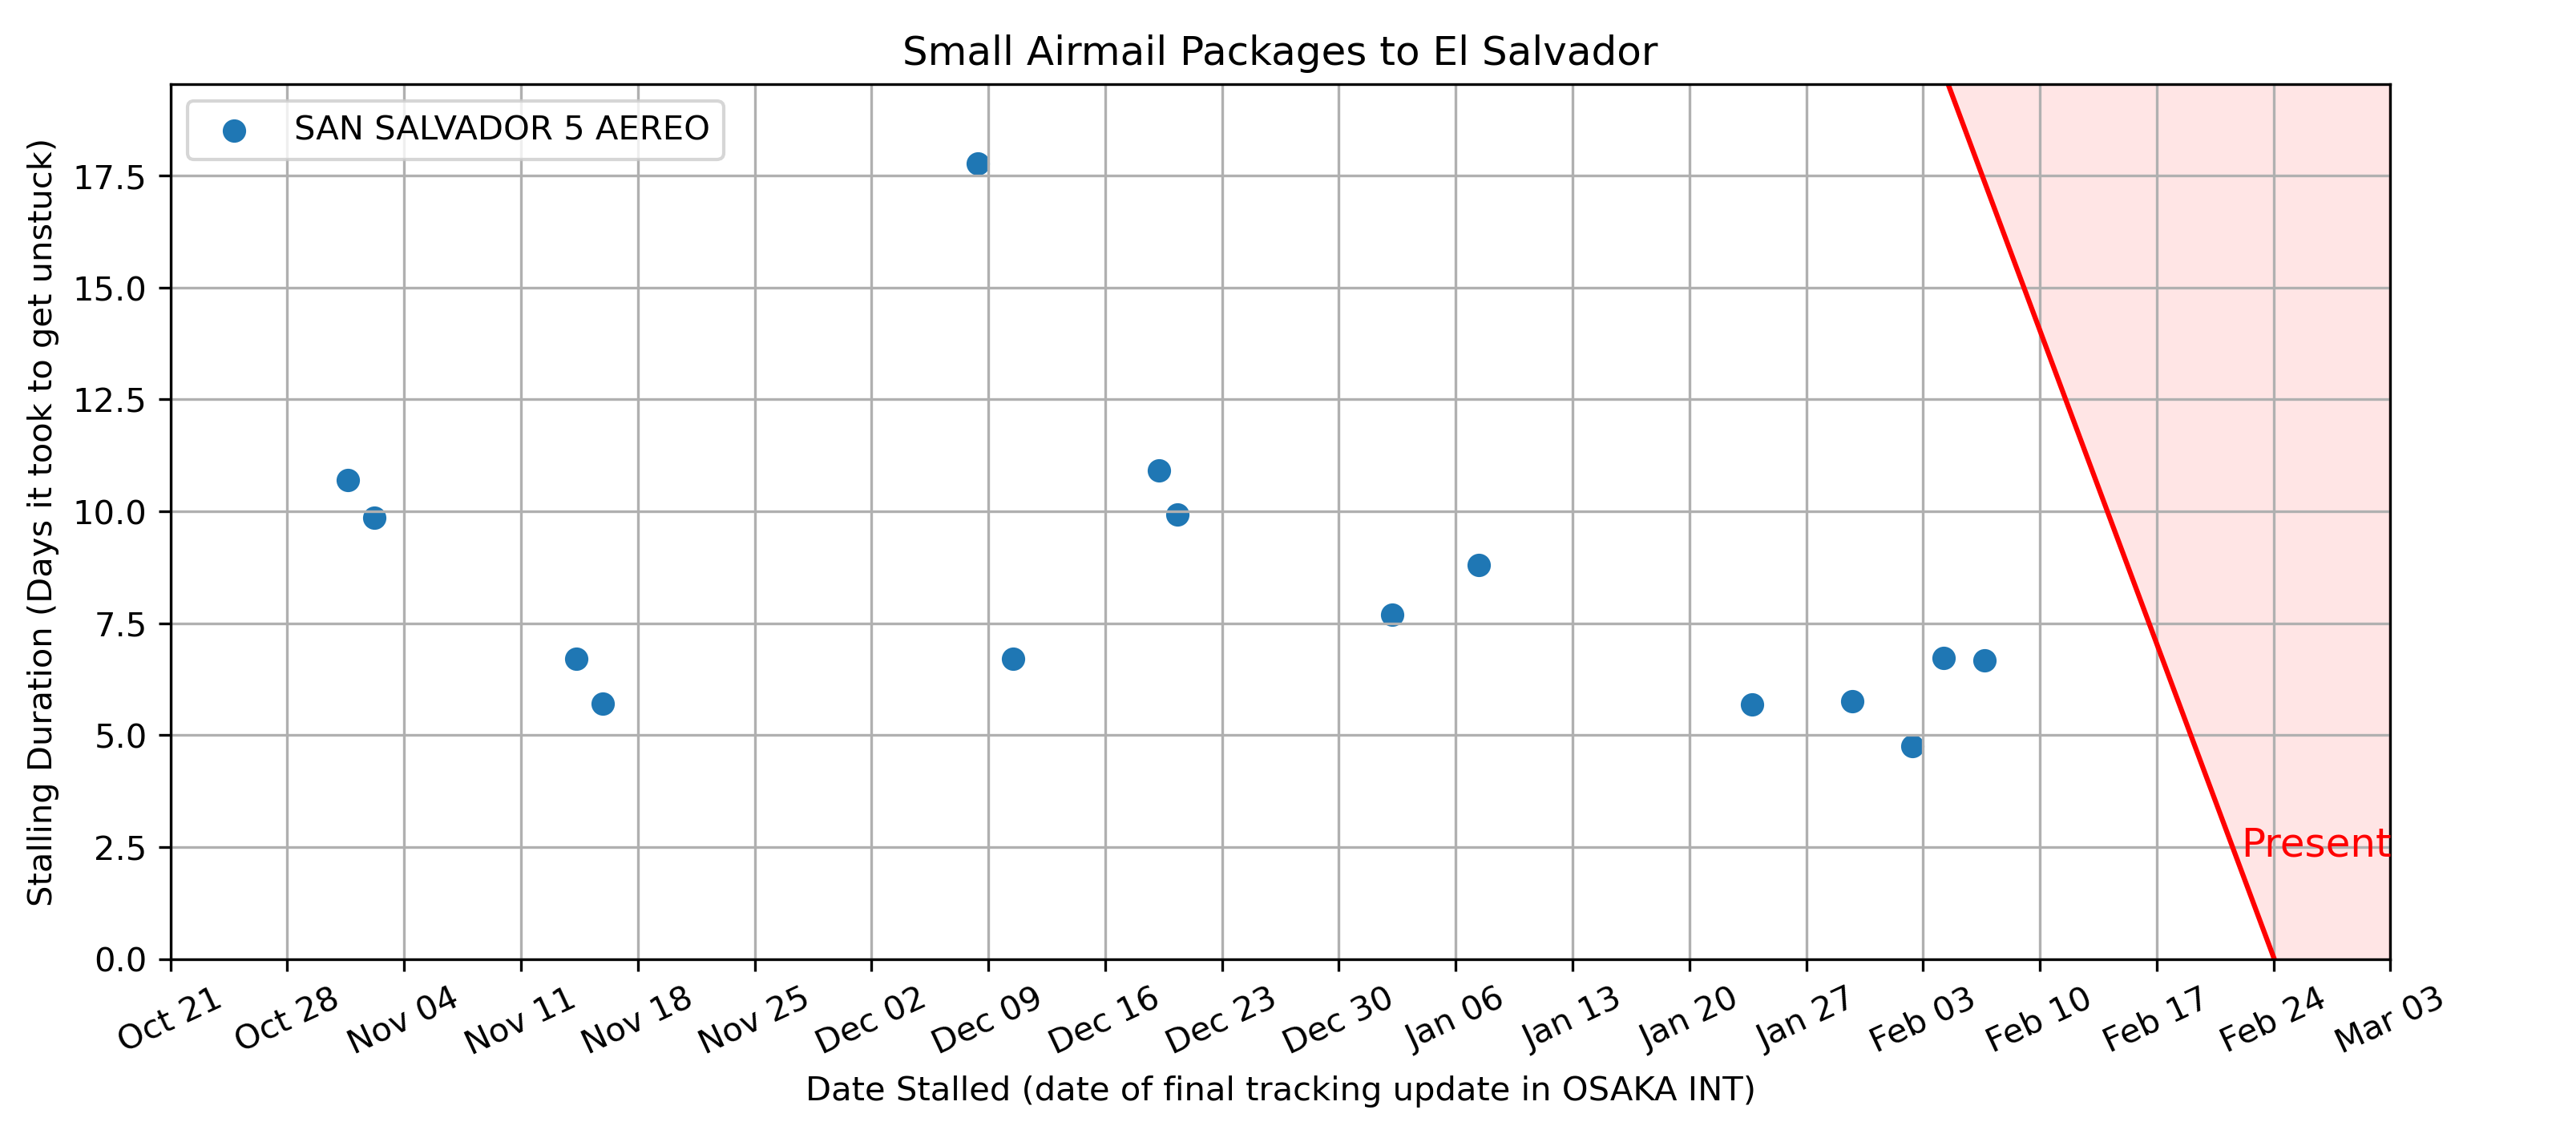 Small Airmail Packages to El Salvador
SAN SALVADOR 5 AEREO
Stalling Duration (Days it took to get unstuck)
17.5
15.0
12.5
10.0
7.5
5.0
2.5
0.0
Present
Oct 21 Oct 28 Nov 04 Nov 11 Nov 18 Nov 25 Dec 02 Dec 09 Dec 16 Dec 23 Dec 30 Jan 06 Jan 13 Jan 20 Jan 27 Feb 03 Feb 10 Feb 17 Feb 24 Mar 03
Date Stalled (date of final tracking update in OSAKA INT)